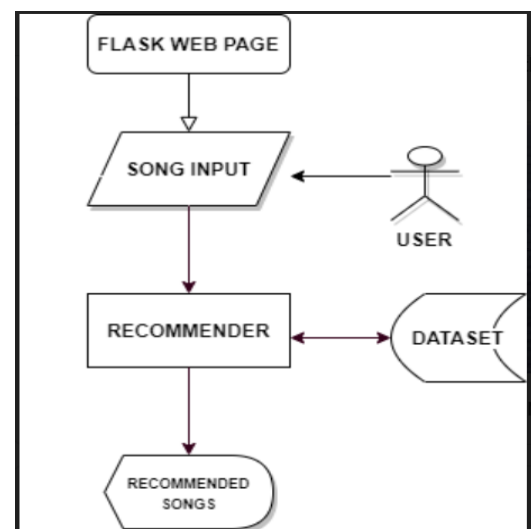 FLASK WEB PAGE
SONG INPUT
USER
RECOMMENDER
DATASET
RECOMMENDED
SONGS